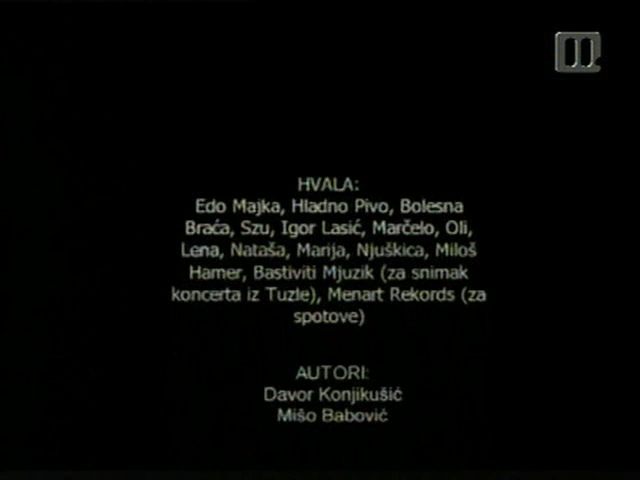 HVALA:
Edo Majka, Hladno Pivo, Bolesna
Braća, Szu, Igor Lasić, Marčelo, Oli,
Lena, Nataša, Marija, Njuškica, Miloš
Hamer, Bastiviti Mjuzik (za snimak
koncerta iz Tuzle), Menart Rekords (za
spotove)
AUTORI:
Davor Konjikušić
Mišo Babović